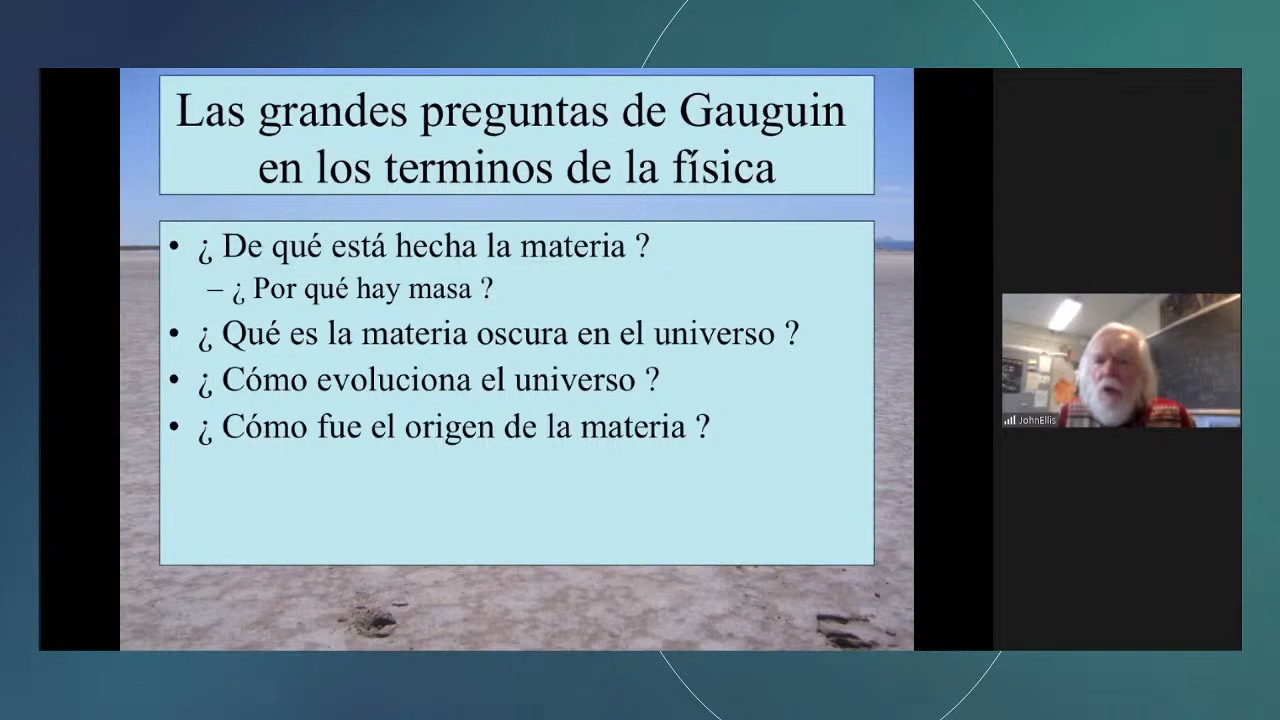 Las grandes preguntas de Gauguin
en los terminos de la física
• ¿ De qué está hecha la materia ?
– ¿ Por qué hay masa ?
• ¿ Qué es la materia oscura en el universo ?
• ¿ Cómo evoluciona el universo ?
• ¿ Cómo fue el origen de la materia ?
JohnEllis